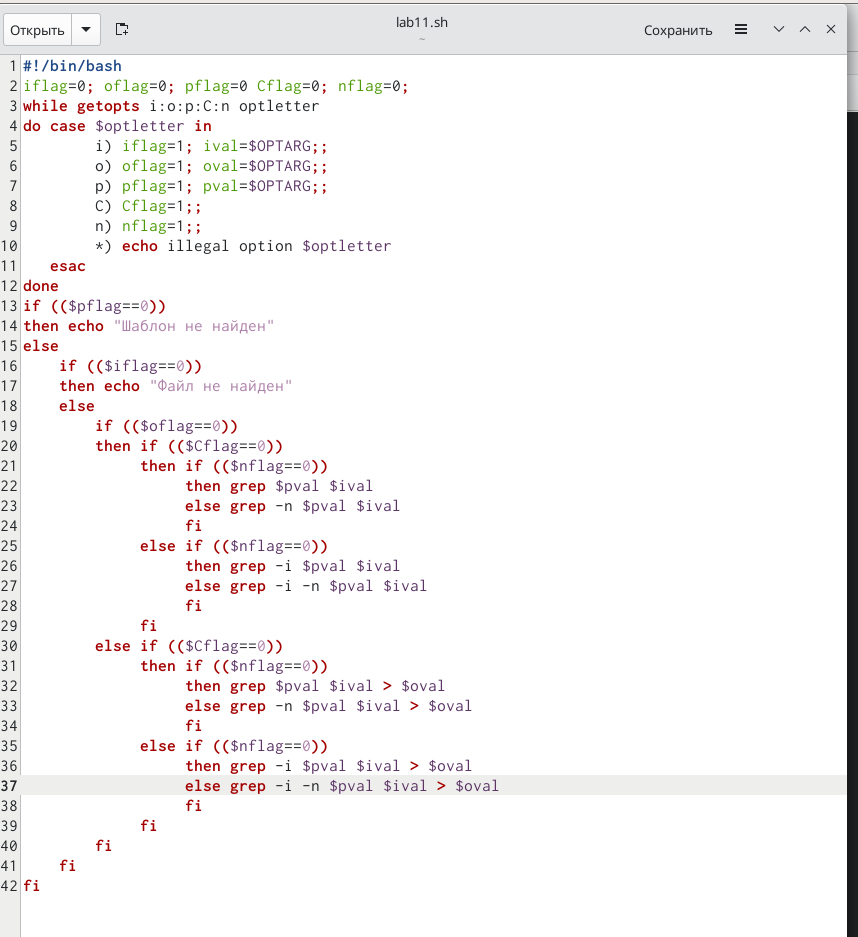 Открыть
lab11.sh
~
Сохранить
1 #!/bin/bash
2 iflag=0; oflag=0; pflag=0 Cflag=0; nflag=0;
3 while getopts i:o:p:C:n optletter
4 do case $optletter in
5         i) iflag=1; ival=$OPTARG;;
6         o) oflag=1; oval=$OPTARG;;
7         p) pflag=1; pval=$OPTARG;;
8         C) Cflag=1;;
9         n) nflag=1;;
10         *) echo illegal option $optletter
11    esac
12 done
13 if (($pflag==0))
14 then echo "Шаблон не найден"
15 else
16     if (($iflag==0))
17     then echo "Файл не найден"
18     else
19         if (($oflag==0))
20         then if (($Cflag==0))
21              then if (($nflag==0))
22                   then grep $pval $ival
23                   else grep -n $pval $ival
24                   fi
25              else if (($nflag==0))
26                   then grep -i $pval $ival
27                   else grep -i -n $pval $ival
28                   fi
29              fi
30         else if (($Cflag==0))
31              then if (($nflag==0))
32                   then grep $pval $ival > $oval
33                   else grep -n $pval $ival > $oval
34                   fi
35              else if (($nflag==0))
36                   then grep -i $pval $ival > $oval
37                   else grep -i -n $pval $ival > $oval
38                   fi
39              fi
40         fi
41     fi
42 fi